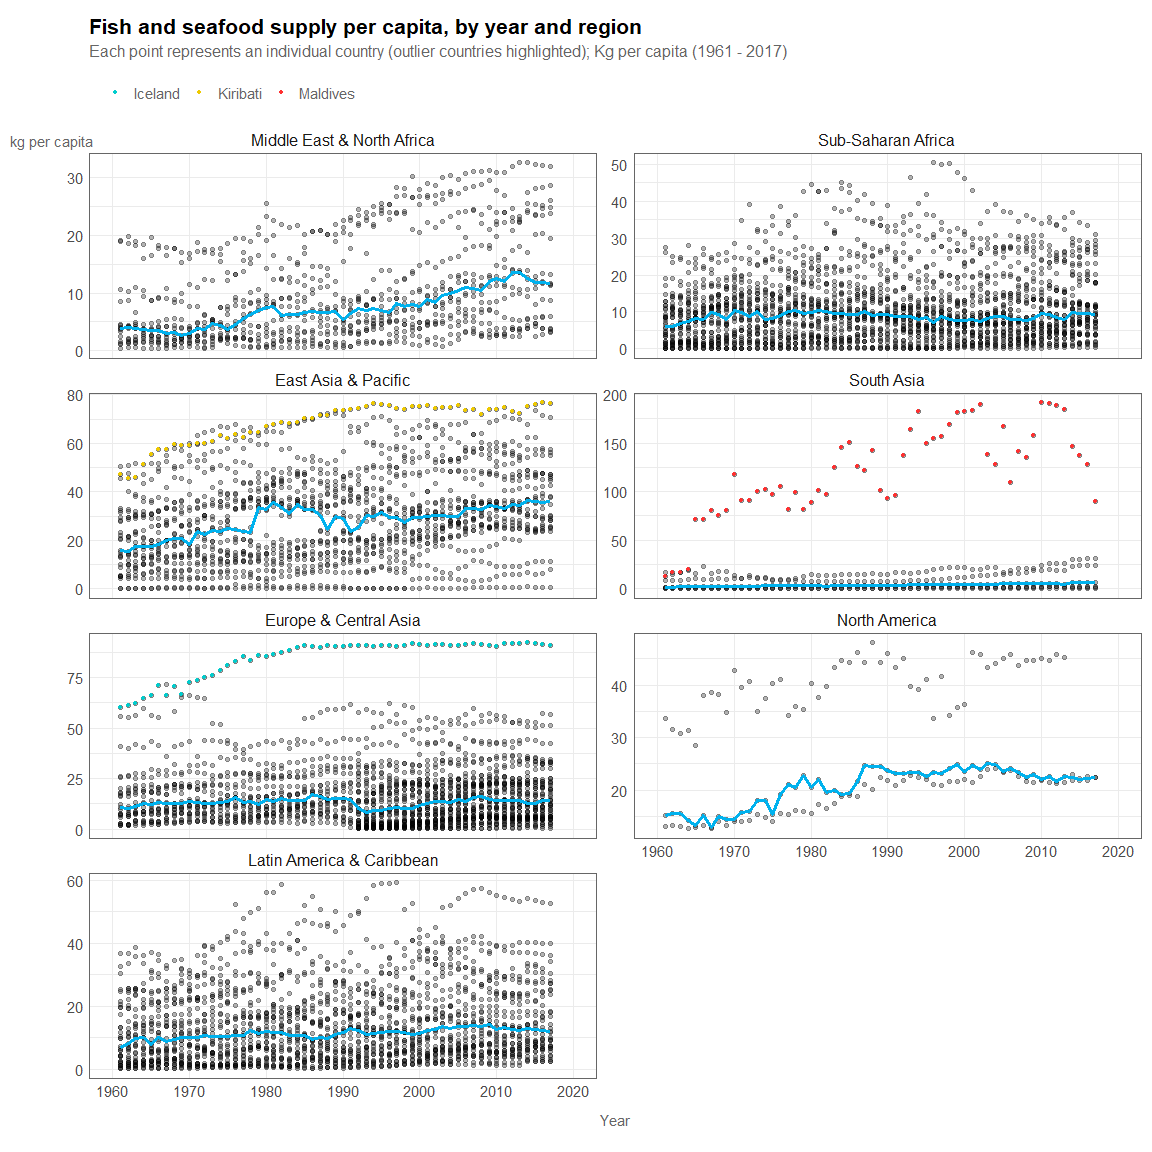 Fish and seafood supply per capita, by year and region
Each point represents an individual country (outlier countries highlighted); Kg per capita (1961 - 2017)
Iceland Kiribati Maldives
kg per capita
Middle East & North Africa
30
20
10
0
Sub-Saharan Africa
50
40
30
20
10
0
East Asia & Pacific
80
60
40
20
0
South Asia
200
150
100
50
0
Europe & Central Asia
75
50
25
0
North America
40
30
20
1960 1970 1980 1990 2000 2010 2020
Latin America & Caribbean
60
40
20
0
1960 1970 1980 1990 2000 2010 2020
Year